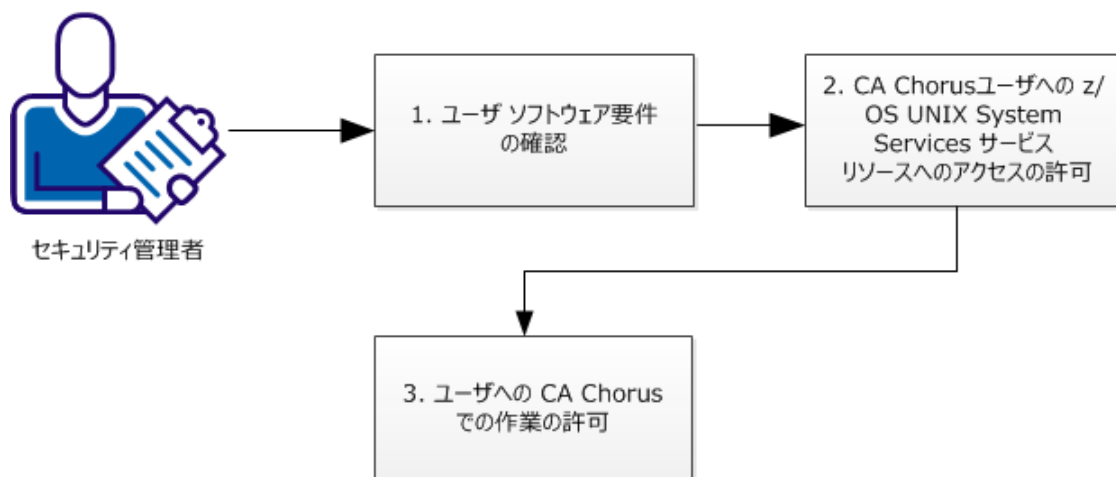 セキュリティ管理者
1. ユーザ ソフトウェア要件
の確認
2. CA Chorusユーザへの z/
OS UNIX System
Services サービス
リソースへのアクセスの許可
3. ユーザへの CA Chorus
での作業の許可